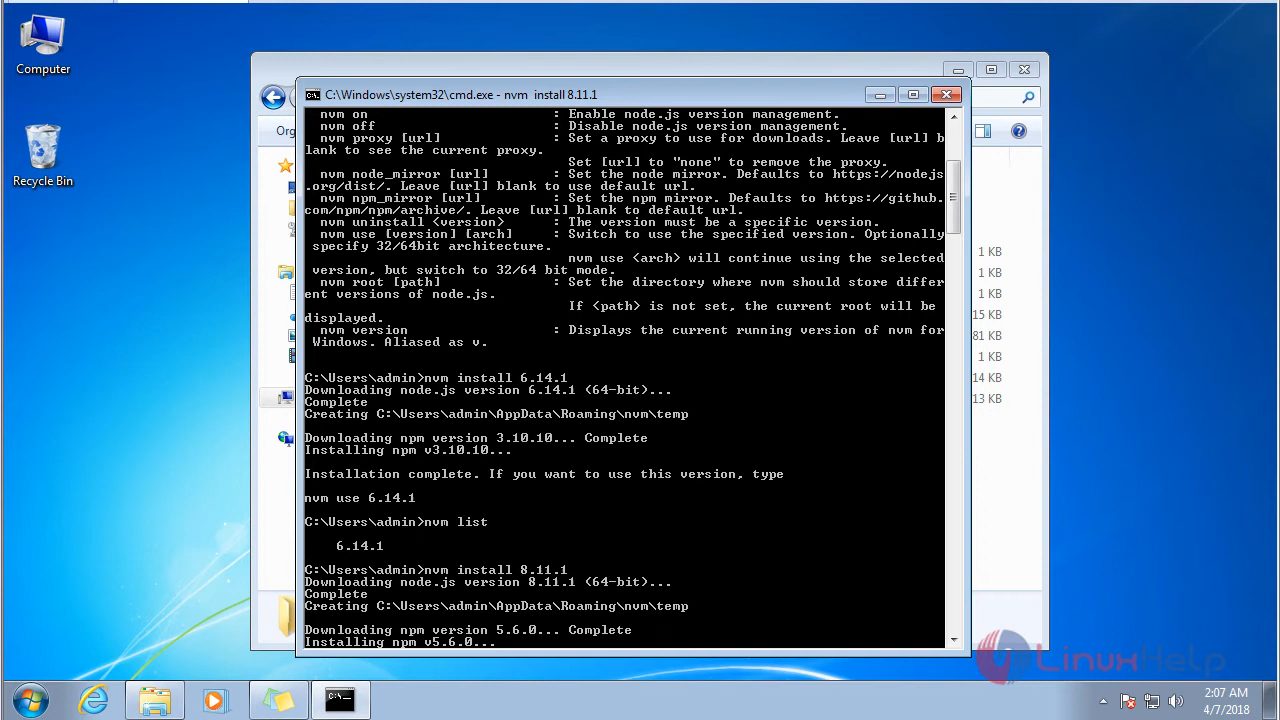 Computer
Recycle Bin
C:\Windows\system32\cmd.exe - nvm  install 8.11.1
Org
nvm on                       : Enable node.js version management.
nvm off                      : Disable node.js version management.
nvm proxy [url]              : Set a proxy to use for downloads. Leave [url] b
lank to see the current proxy.
Set [url] to "none" to remove the proxy.
nvm node_mirror [url]        : Set the node mirror. Defaults to https://nodejs
.org/dist/. Leave [url] blank to use default url.
nvm npm_mirror [url]         : Set the npm mirror. Defaults to https://github.
com/npm/npm/archive/. Leave [url] blank to default url.
nvm uninstall <version>      : The version must be a specific version.
nvm use [version] [arch]     : Switch to use the specified version. Optionally
specify 32/64bit architecture.
nvm use <arch> will continue using the selected
version, but switch to 32/64 bit mode.
nvm root [path]              : Set the directory where nvm should store differ
ent versions of node.js.
If <path> is not set, the current root will be
displayed.
nvm version                  : Displays the current running version of nvm for
Windows. Aliased as v.
C:\Users\admin>nvm install 6.14.1
Downloading node.js version 6.14.1 (64-bit)...
Complete
Creating C:\Users\admin\AppData\Roaming\nvm\temp
Downloading npm version 3.10.10... Complete
Installing npm v3.10.10...
Installation complete. If you want to use this version, type
nvm use 6.14.1
C:\Users\admin>nvm list
6.14.1
C:\Users\admin>nvm install 8.11.1
Downloading node.js version 8.11.1 (64-bit)...
Complete
Creating C:\Users\admin\AppData\Roaming\nvm\temp
Downloading npm version 5.6.0... Complete
Installing npm v5.6.0...
1 KB
1 KB
1 KB
15 KB
81 KB
1 KB
14 KB
13 KB
LinuxHelp
2:07 AM
4/7/2018